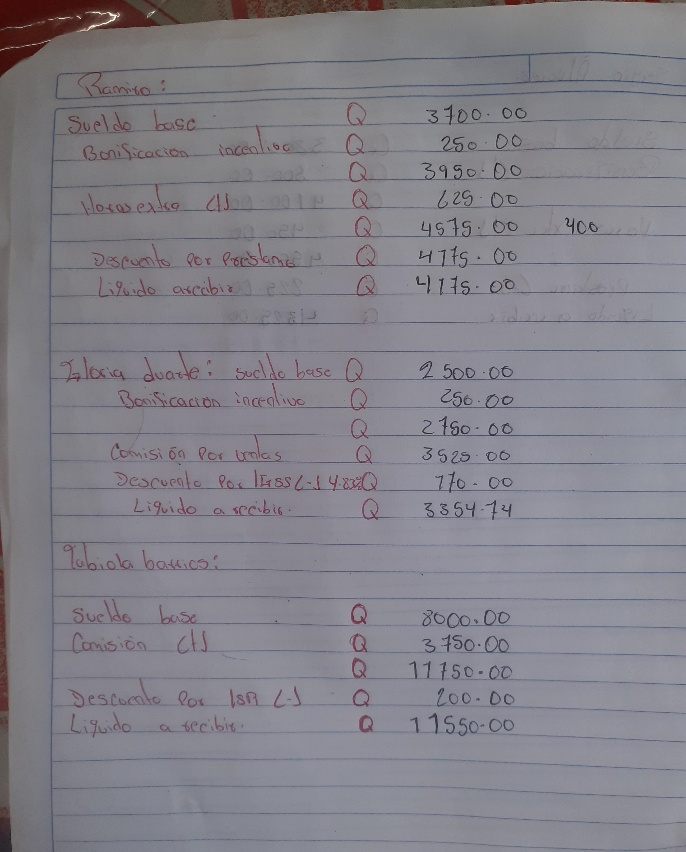 Ramiro:
Sueldo base Q 3700.00
Bonificacion incentivo Q 250.00
Q 3950.00
Horas extra (+) Q 625.00
Q 4575.00 400
Descuento Por Prestamo Q 4175.00
Liquido a recibir Q 4175.00
Gloria duarte: sueldo base Q 2500.00
Bonificacion incentivo Q 250.00
Q 2750.00
Comisión Por ventas Q 3525.00
Descuento Por IGSS (-) 4.83% Q 170.00
Liquido a recibir. Q 3354.74
Fabiola barrios:
Sueldo base Q 8000.00
Comisión (+) Q 3750.00
Q 11750.00
Descuento Por ISR (-) Q 200.00
Liquido a recibir. Q 11550.00